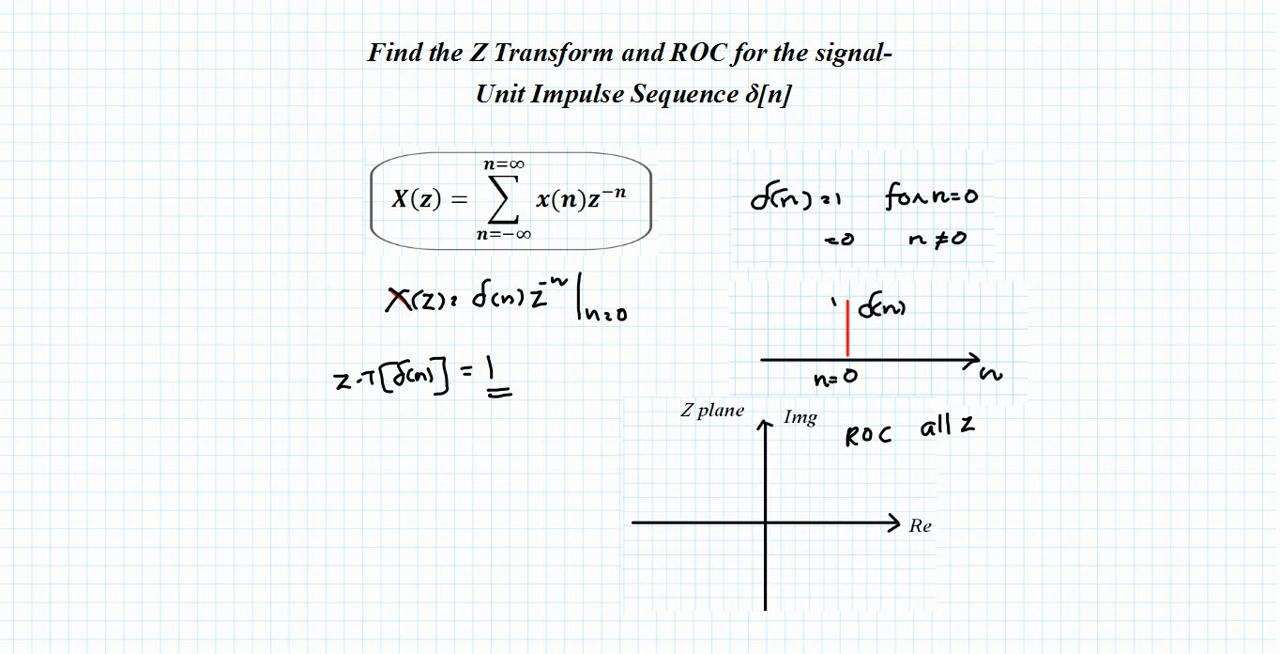 Find the Z Transform and ROC for the signal-
Unit Impulse Sequence δ[n]
n=∞
X(z) = ∑ x(n)z⁻ⁿ
n=−∞
δ(n) = 1 for n=0
=0 n ≠0
X(z) = δ(n) z⁻ⁿ |n=0
1 δ(n)
n=0 n
Z.T[δ(n)] = 1
Z plane Img
ROC all z
Re